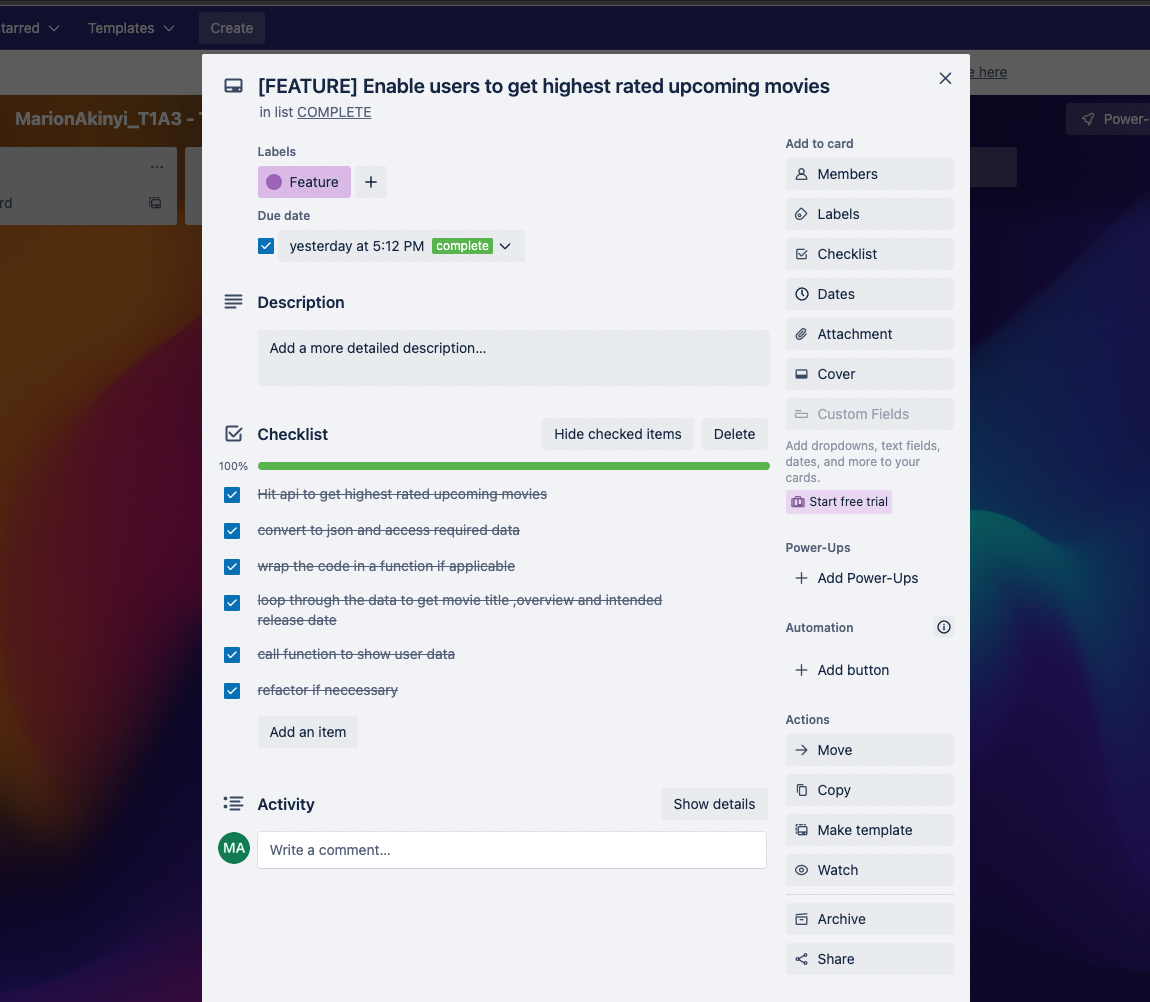 tarred
Templates
Create
e here
MarionAkinyi_T1A3 -
Power-
rd
[FEATURE] Enable users to get highest rated upcoming movies
in list COMPLETE
Labels
Feature
Due date
yesterday at 5:12 PM complete
Description
Add a more detailed description...
Checklist
Hide checked items
Delete
100%
Hit api to get highest rated upcoming movies
convert to json and access required data
wrap the code in a function if applicable
loop through the data to get movie title ,overview and intended
release date
call function to show user data
refactor if neccessary
Add an item
Activity
Show details
MA
Write a comment...
Add to card
Members
Labels
Checklist
Dates
Attachment
Cover
Custom Fields
Add dropdowns, text fields,
dates, and more to your
cards.
Start free trial
Power-Ups
Add Power-Ups
Automation
Add button
Actions
Move
Copy
Make template
Watch
Archive
Share